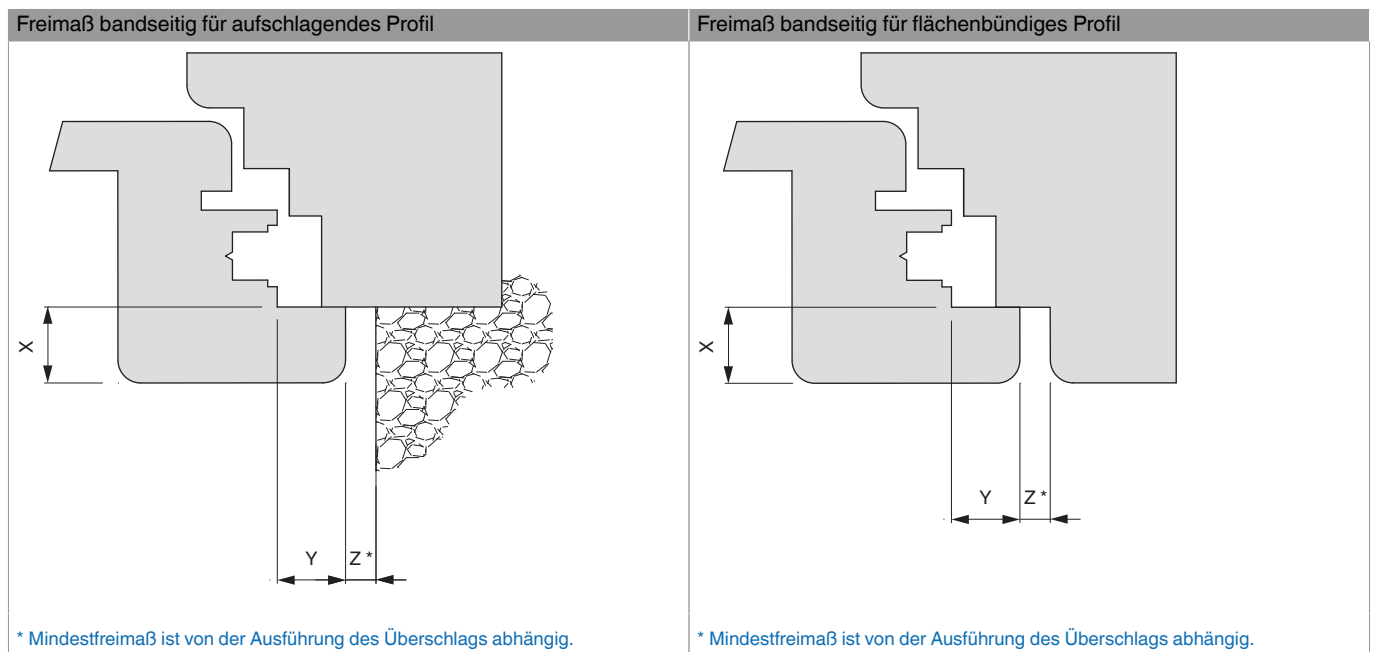 Freimaß bandseitig für aufschlagendes Profil
X
Y
Z *
* Mindestfreimaß ist von der Ausführung des Überschlags abhängig.
Freimaß bandseitig für flächenbündiges Profil
X
Y
Z *
* Mindestfreimaß ist von der Ausführung des Überschlags abhängig.